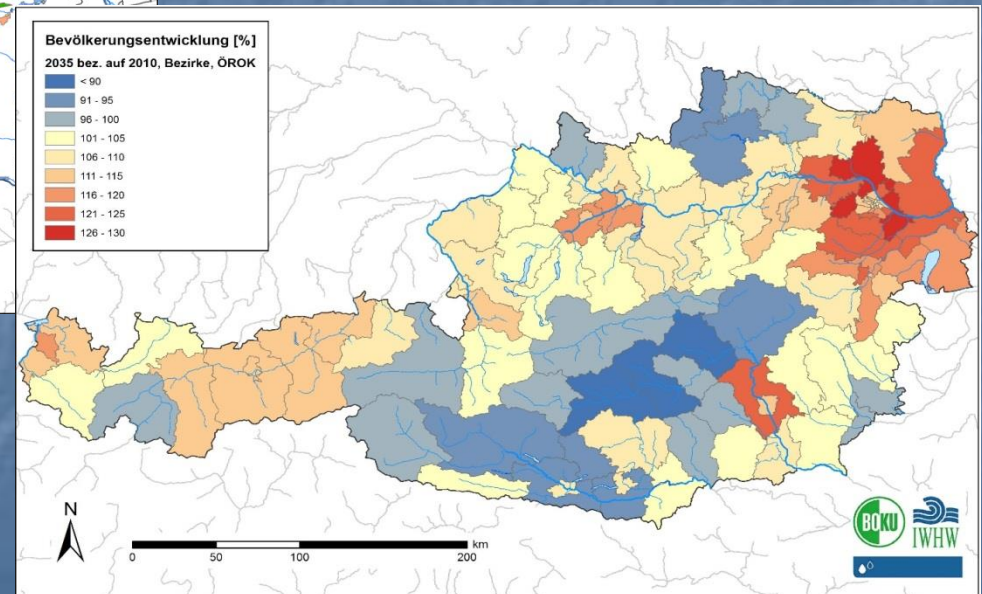 Bevölkerungsentwicklung [%]
2035 bez. auf 2010, Bezirke, ÖROK
< 90
91 - 95
96 - 100
101 - 105
106 - 110
111 - 115
116 - 120
121 - 125
126 - 130
N
km
0 50 100 200
BOKU
IWHW